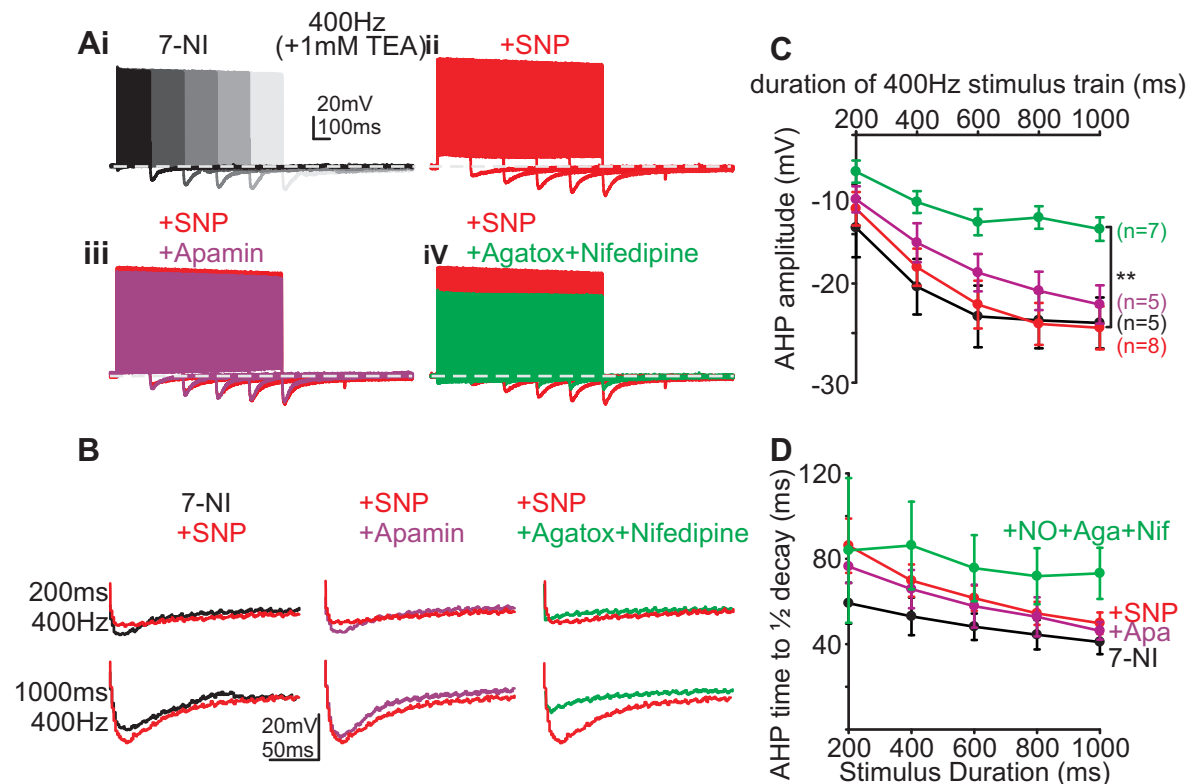 Ai
7-NI
400Hz
(+1mM TEA)
20mV
100ms
ii
+SNP
iii
+SNP
+Apamin
iv
+SNP
+Agatox+Nifedipine
B
7-NI
+SNP
+SNP
+Apamin
+SNP
+Agatox+Nifedipine
200ms
400Hz
1000ms
400Hz
20mV
50ms
C
duration of 400Hz stimulus train (ms)
200 400 600 800 1000
AHP amplitude (mV)
-10
-20
-30
(n=7)
**
(n=5)
(n=5)
(n=8)
D
AHP time to ½ decay (ms)
120
80
40
+NO+Aga+Nif
+SNP
+Apa
7-NI
200 400 600 800 1000
Stimulus Duration (ms)